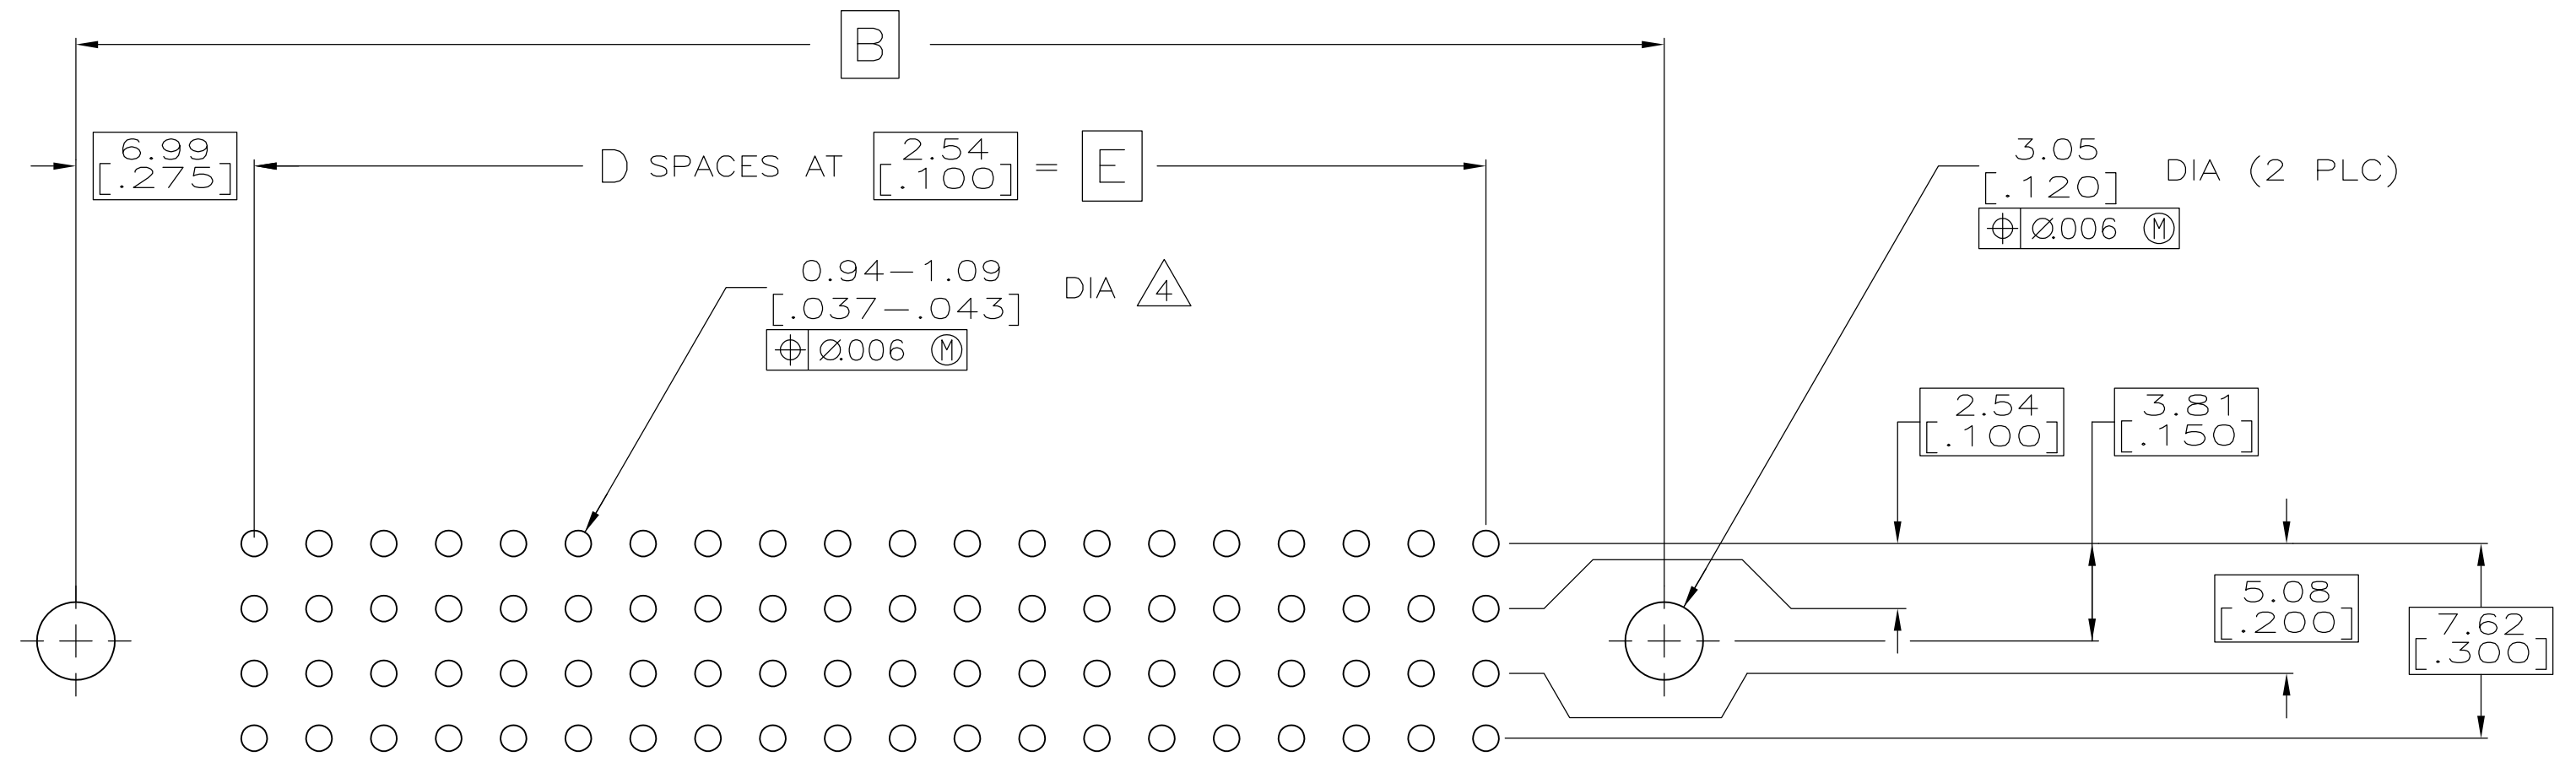 B
6.99
[.275]
D SPACES AT
2.54
[.100]
=
E
3.05
[.120]
DIA (2 PLC)
⌖ Ø.006 Ⓜ
0.94-1.09
[.037-.043]
DIA 4
⌖ Ø.006 Ⓜ
2.54
[.100]
3.81
[.150]
5.08
[.200]
7.62
[.300]